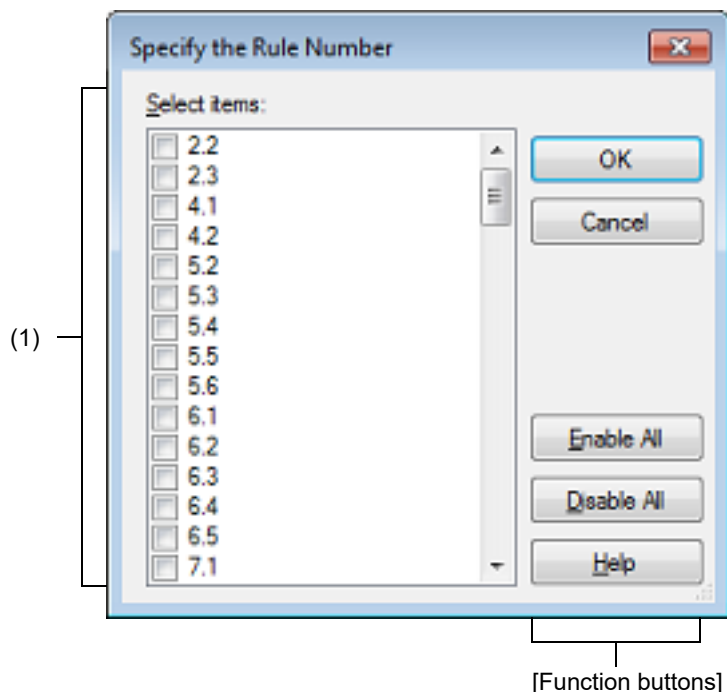 Specify the Rule Number
Select items:
2.2
2.3
4.1
4.2
5.2
5.3
5.4
5.5
5.6
6.1
6.2
6.3
6.4
6.5
7.1
OK
Cancel
Enable All
Disable All
Help
(1)
[Function buttons]